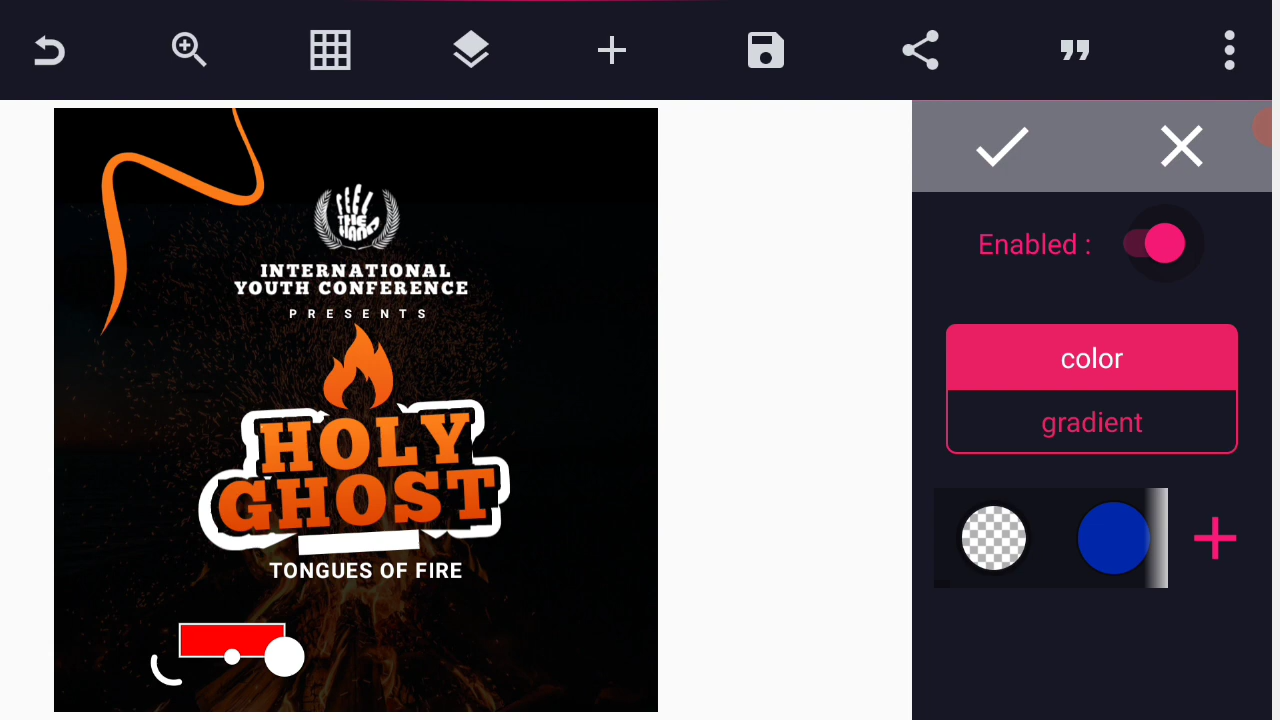 FEEL
THE
HAND
INTERNATIONAL
YOUTH CONFERENCE
PRESENTS
HOLY
GHOST
TONGUES OF FIRE
Enabled :
color
gradient